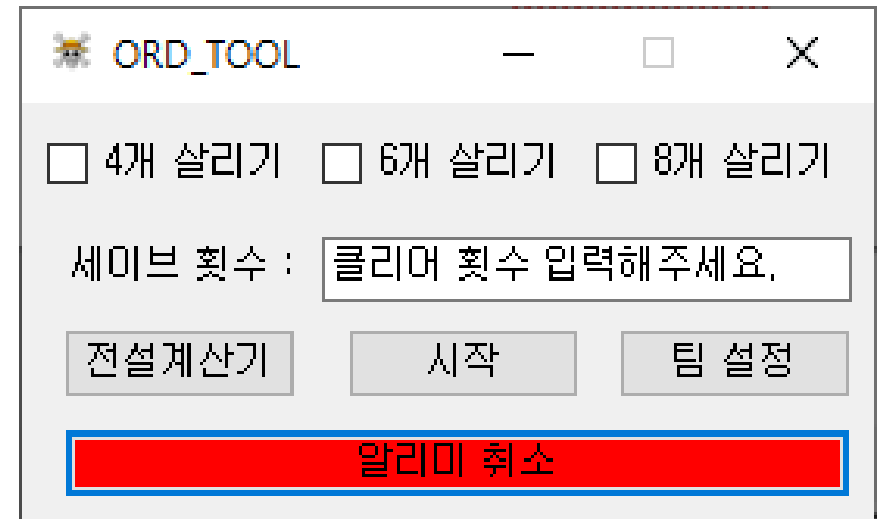 ORD_TOOL
4개 살리기 6개 살리기 8개 살리기
세이브 횟수 : 클리어 횟수 입력해주세요.
전설계산기 시작 팀 설정
알리미 취소